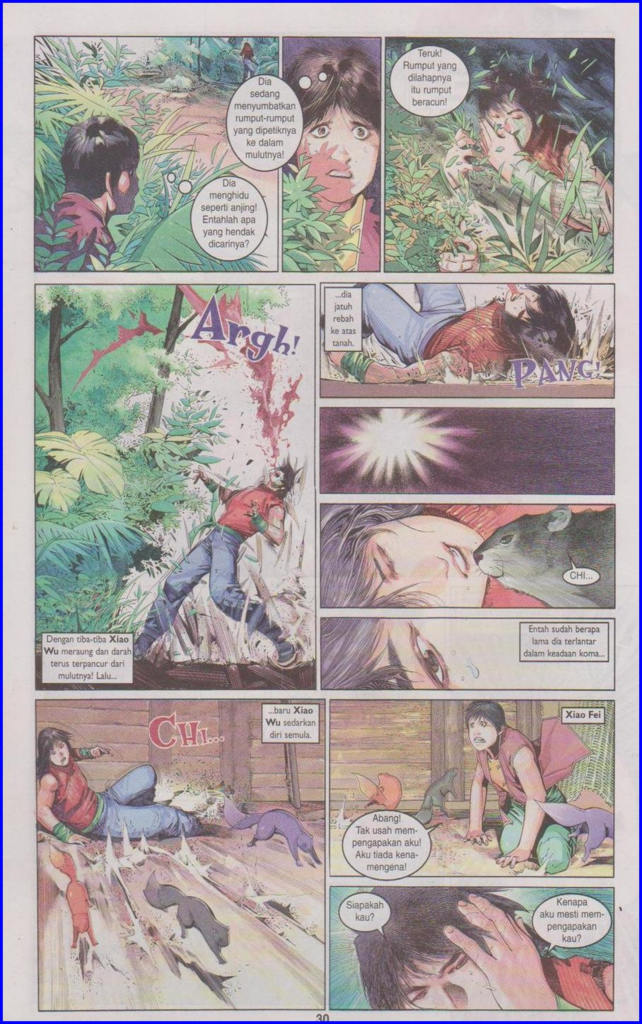 Dia
menghidu
seperti anjing!
Entahlah apa
yang hendak
dicarinya?
Dia
sedang
menyumbatkan
rumput-rumput
yang dipetiknya
ke dalam
mulutnya!
Teruk!
Rumput yang
dilahapnya
itu rumput
beracun!
Argh!
Dengan tiba-tiba Xiao
Wu meraung dan darah
terus terpancur dari
mulutnya! Lalu...
...dia
jatuh
rebah
ke atas
tanah.
PANG!
CHI...
Entah sudah berapa
lama dia terlantar
dalam keadaan koma...
CHI...
...baru Xiao
Wu sedarkan
diri semula.
Xiao Fei
Abang!
Tak usah mem-
pengapakan aku!
Aku tiada kena-
mengena!
Siapakah
kau?
Kenapa
aku mesti mem-
pengapakan
kau?
30